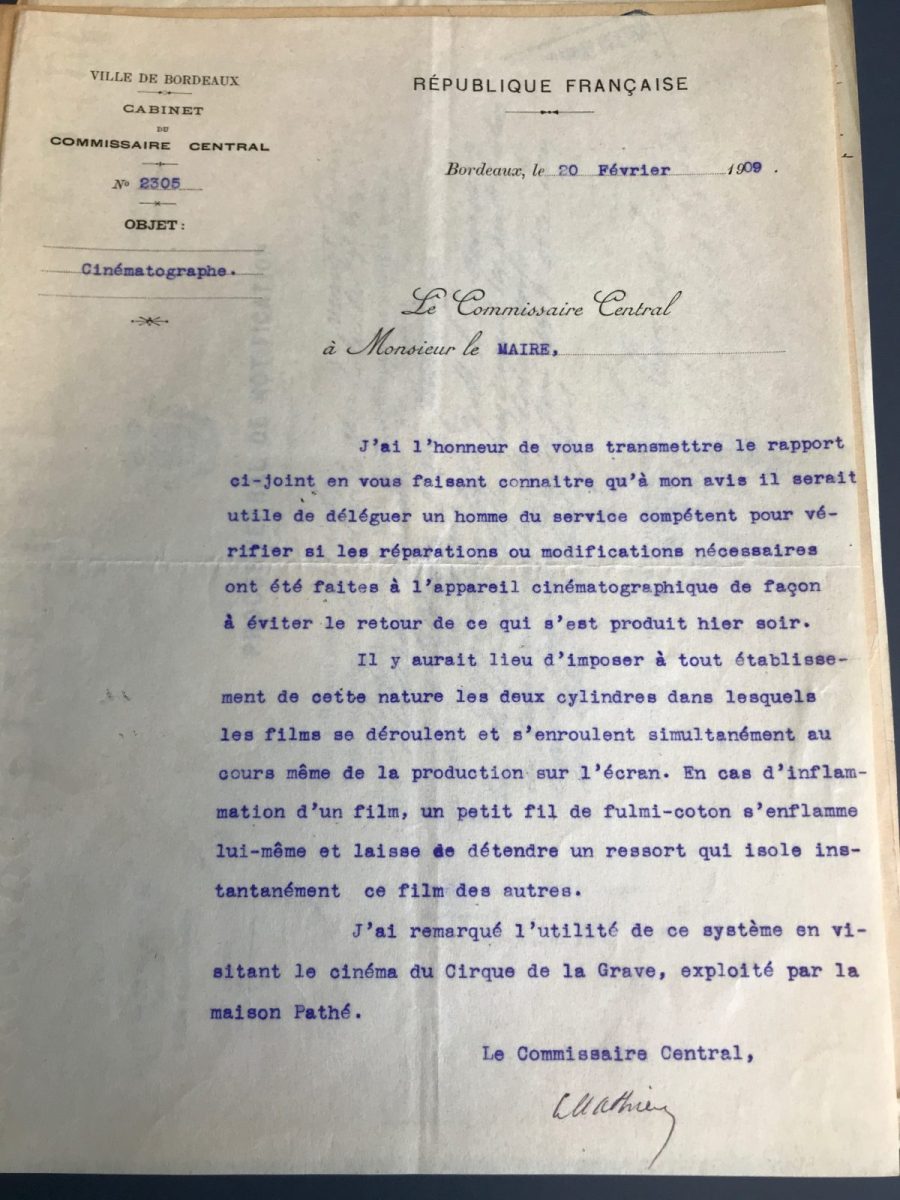 VILLE DE BORDEAUX
CABINET
DU
COMMISSAIRE CENTRAL
No 2305
OBJET:
Cinématographe.
RÉPUBLIQUE FRANÇAISE
Bordeaux, le 20 Février 1909.
Le Commissaire Central
à Monsieur le MAIRE,
J'ai l'honneur de vous transmettre le rapport
ci-joint en vous faisant connaitre qu'à mon avis il serait
utile de déléguer un homme du service compétent pour vé-
rifier si les réparations ou modifications nécessaires
ont été faites à l'appareil cinématographique de façon
à éviter le retour de ce qui s'est produit hier soir.
Il y aurait lieu d'imposer à tout établisse-
ment de cette nature les deux cylindres dans lesquels
les films se déroulent et s'enroulent simultanément au
cours même de la production sur l'écran. En cas d'inflam-
mation d'un film, un petit fil de fulmi-coton s'enflamme
lui-même et laisse de détendre un ressort qui isole ins-
tantanément ce film des autres.
J'ai remarqué l'utilité de ce système en vi-
sitant le cinéma du Cirque de la Grave, exploité par la
maison Pathé.
Le Commissaire Central,